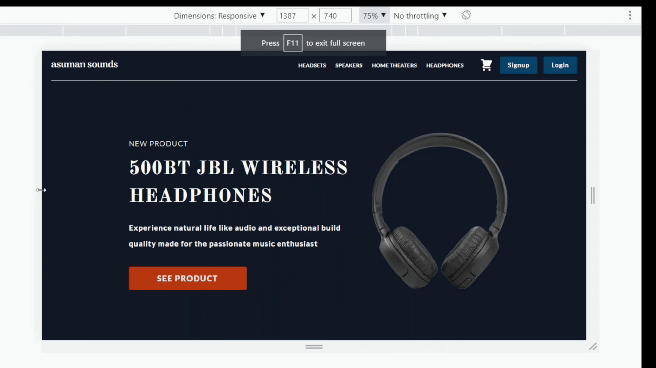 Dimensions: Responsive ▼ 1387 × 740 75% ▼ No throttling ▼
Press F11 to exit full screen
asuman sounds HEADSETS SPEAKERS HOME THEATERS HEADPHONES Signup Login
NEW PRODUCT
500BT JBL WIRELESS
HEADPHONES
Experience natural life like audio and exceptional build
quality made for the passionate music enthusiast
SEE PRODUCT